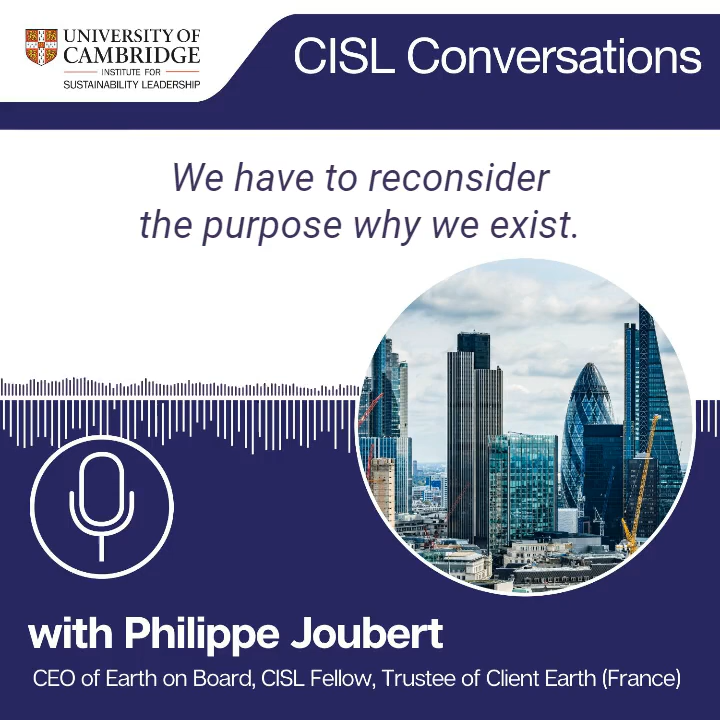 UNIVERSITY OF
CAMBRIDGE
INSTITUTE FOR
SUSTAINABILITY LEADERSHIP
CISL Conversations
We have to reconsider
the purpose why we exist.
with Philippe Joubert
CEO of Earth on Board, CISL Fellow, Trustee of Client Earth (France)